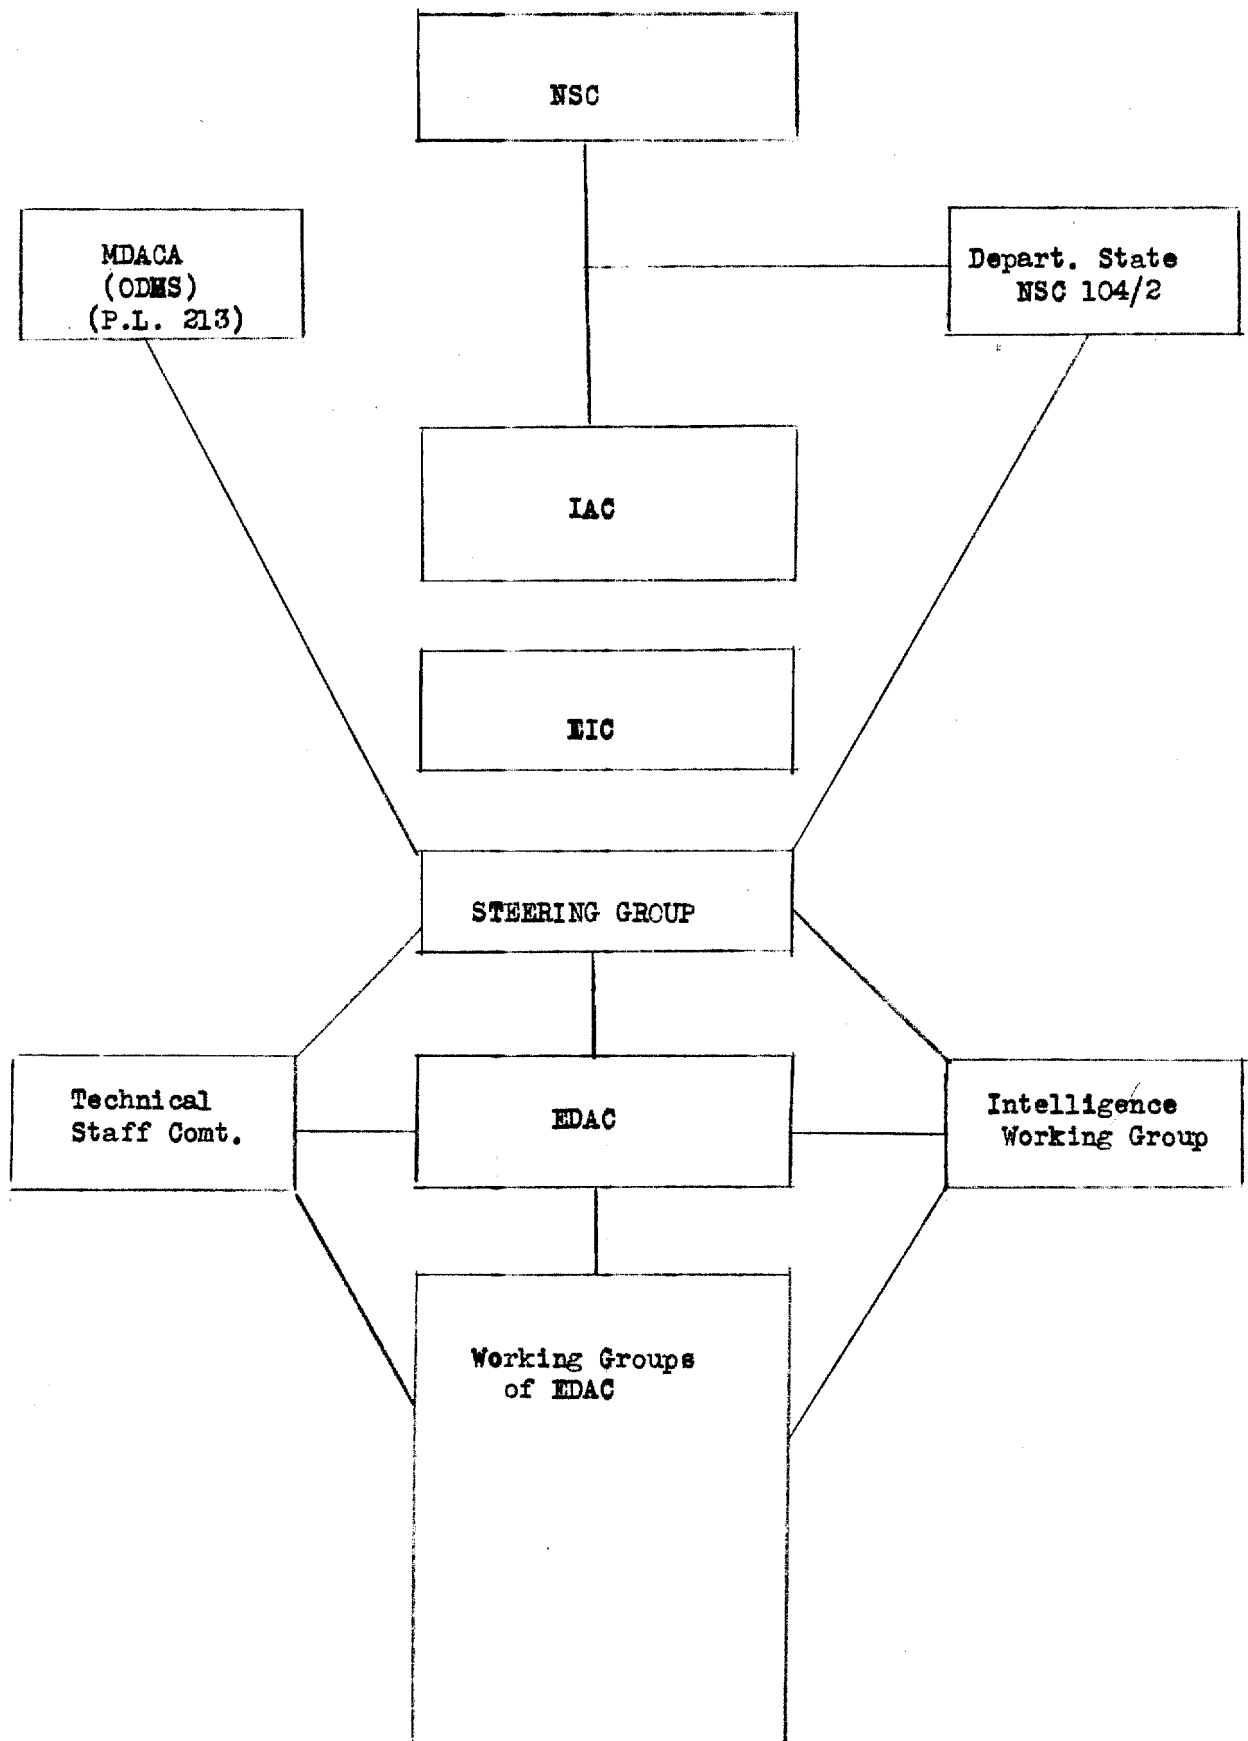 NSC
MDACA
(ODMS)
(P.L. 213)
Depart. State
NSC 104/2
IAC
EIC
STEERING GROUP
Technical
Staff Comt.
EDAC
Intelligence
Working Group
Working Groups
of EDAC